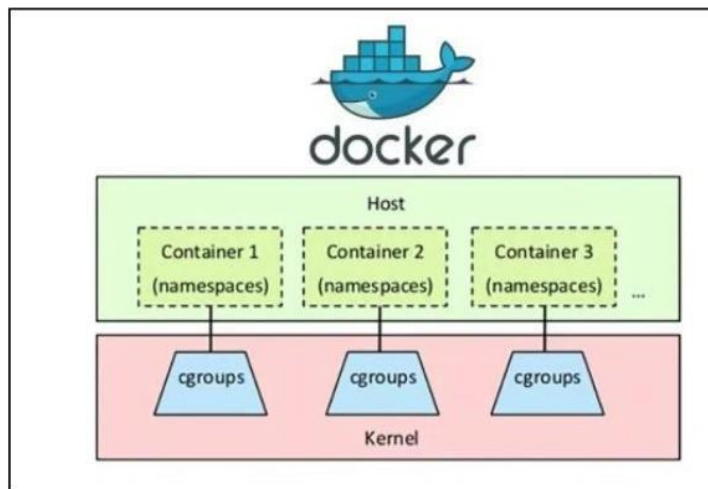 docker
Host
Container 1
(namespaces)
Container 2
(namespaces)
Container 3
(namespaces)
...
cgroups
cgroups
cgroups
Kernel